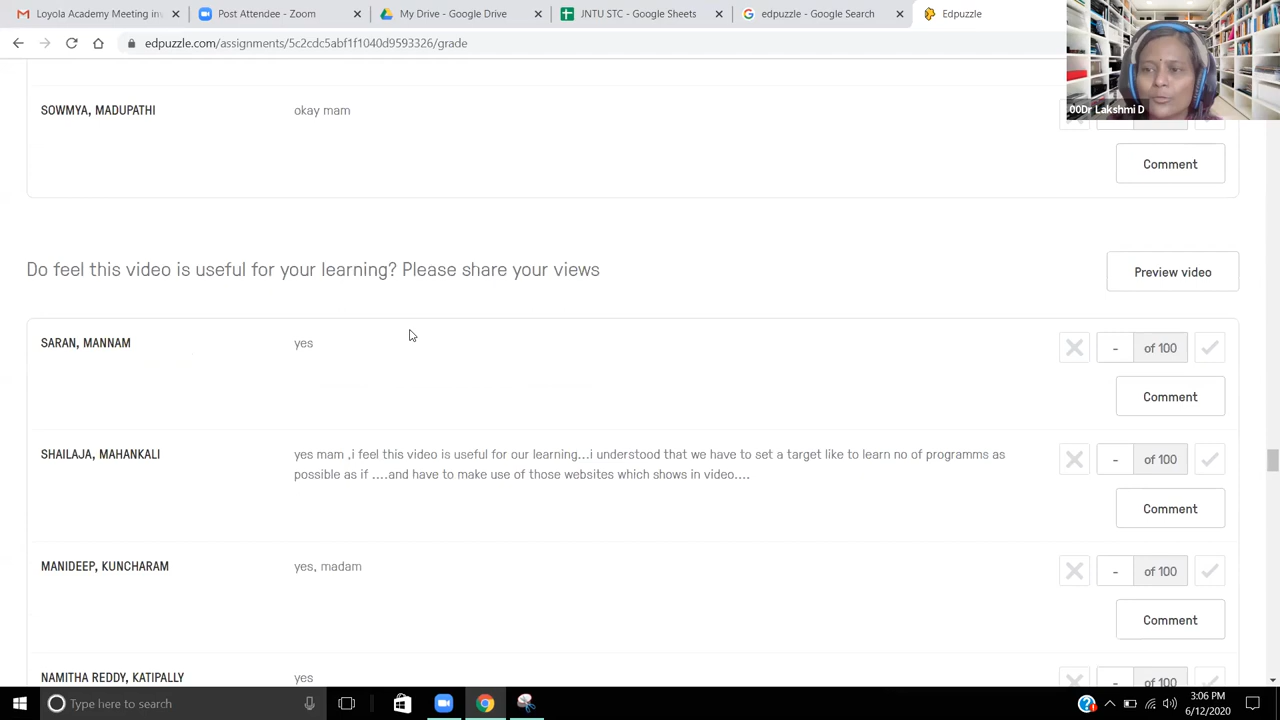 Loyola Academy Meeting in
Post Attendee - Zoom
My Drive - Google Drive
JNTU STC - Google Sheets
edpuzzle - Google Search
Edpuzzle
edpuzzle.com/assignments/5c2cdc5abf1f1040d9593326/grade
00Dr Lakshmi D
SOWMYA, MADUPATHI
okay mam
Comment
Do feel this video is useful for your learning? Please share your views
Preview video
SARAN, MANNAM
yes
- of 100
Comment
SHAILAJA, MAHANKALI
yes mam ,i feel this video is useful for our learning...i understood that we have to set a target like to learn no of programms as
possible as if ....and have to make use of those websites which shows in video....
- of 100
Comment
MANIDEEP, KUNCHARAM
yes, madam
- of 100
Comment
NAMITHA REDDY, KATIPALLY
yes
- of 100
Type here to search
3:06 PM
6/12/2020